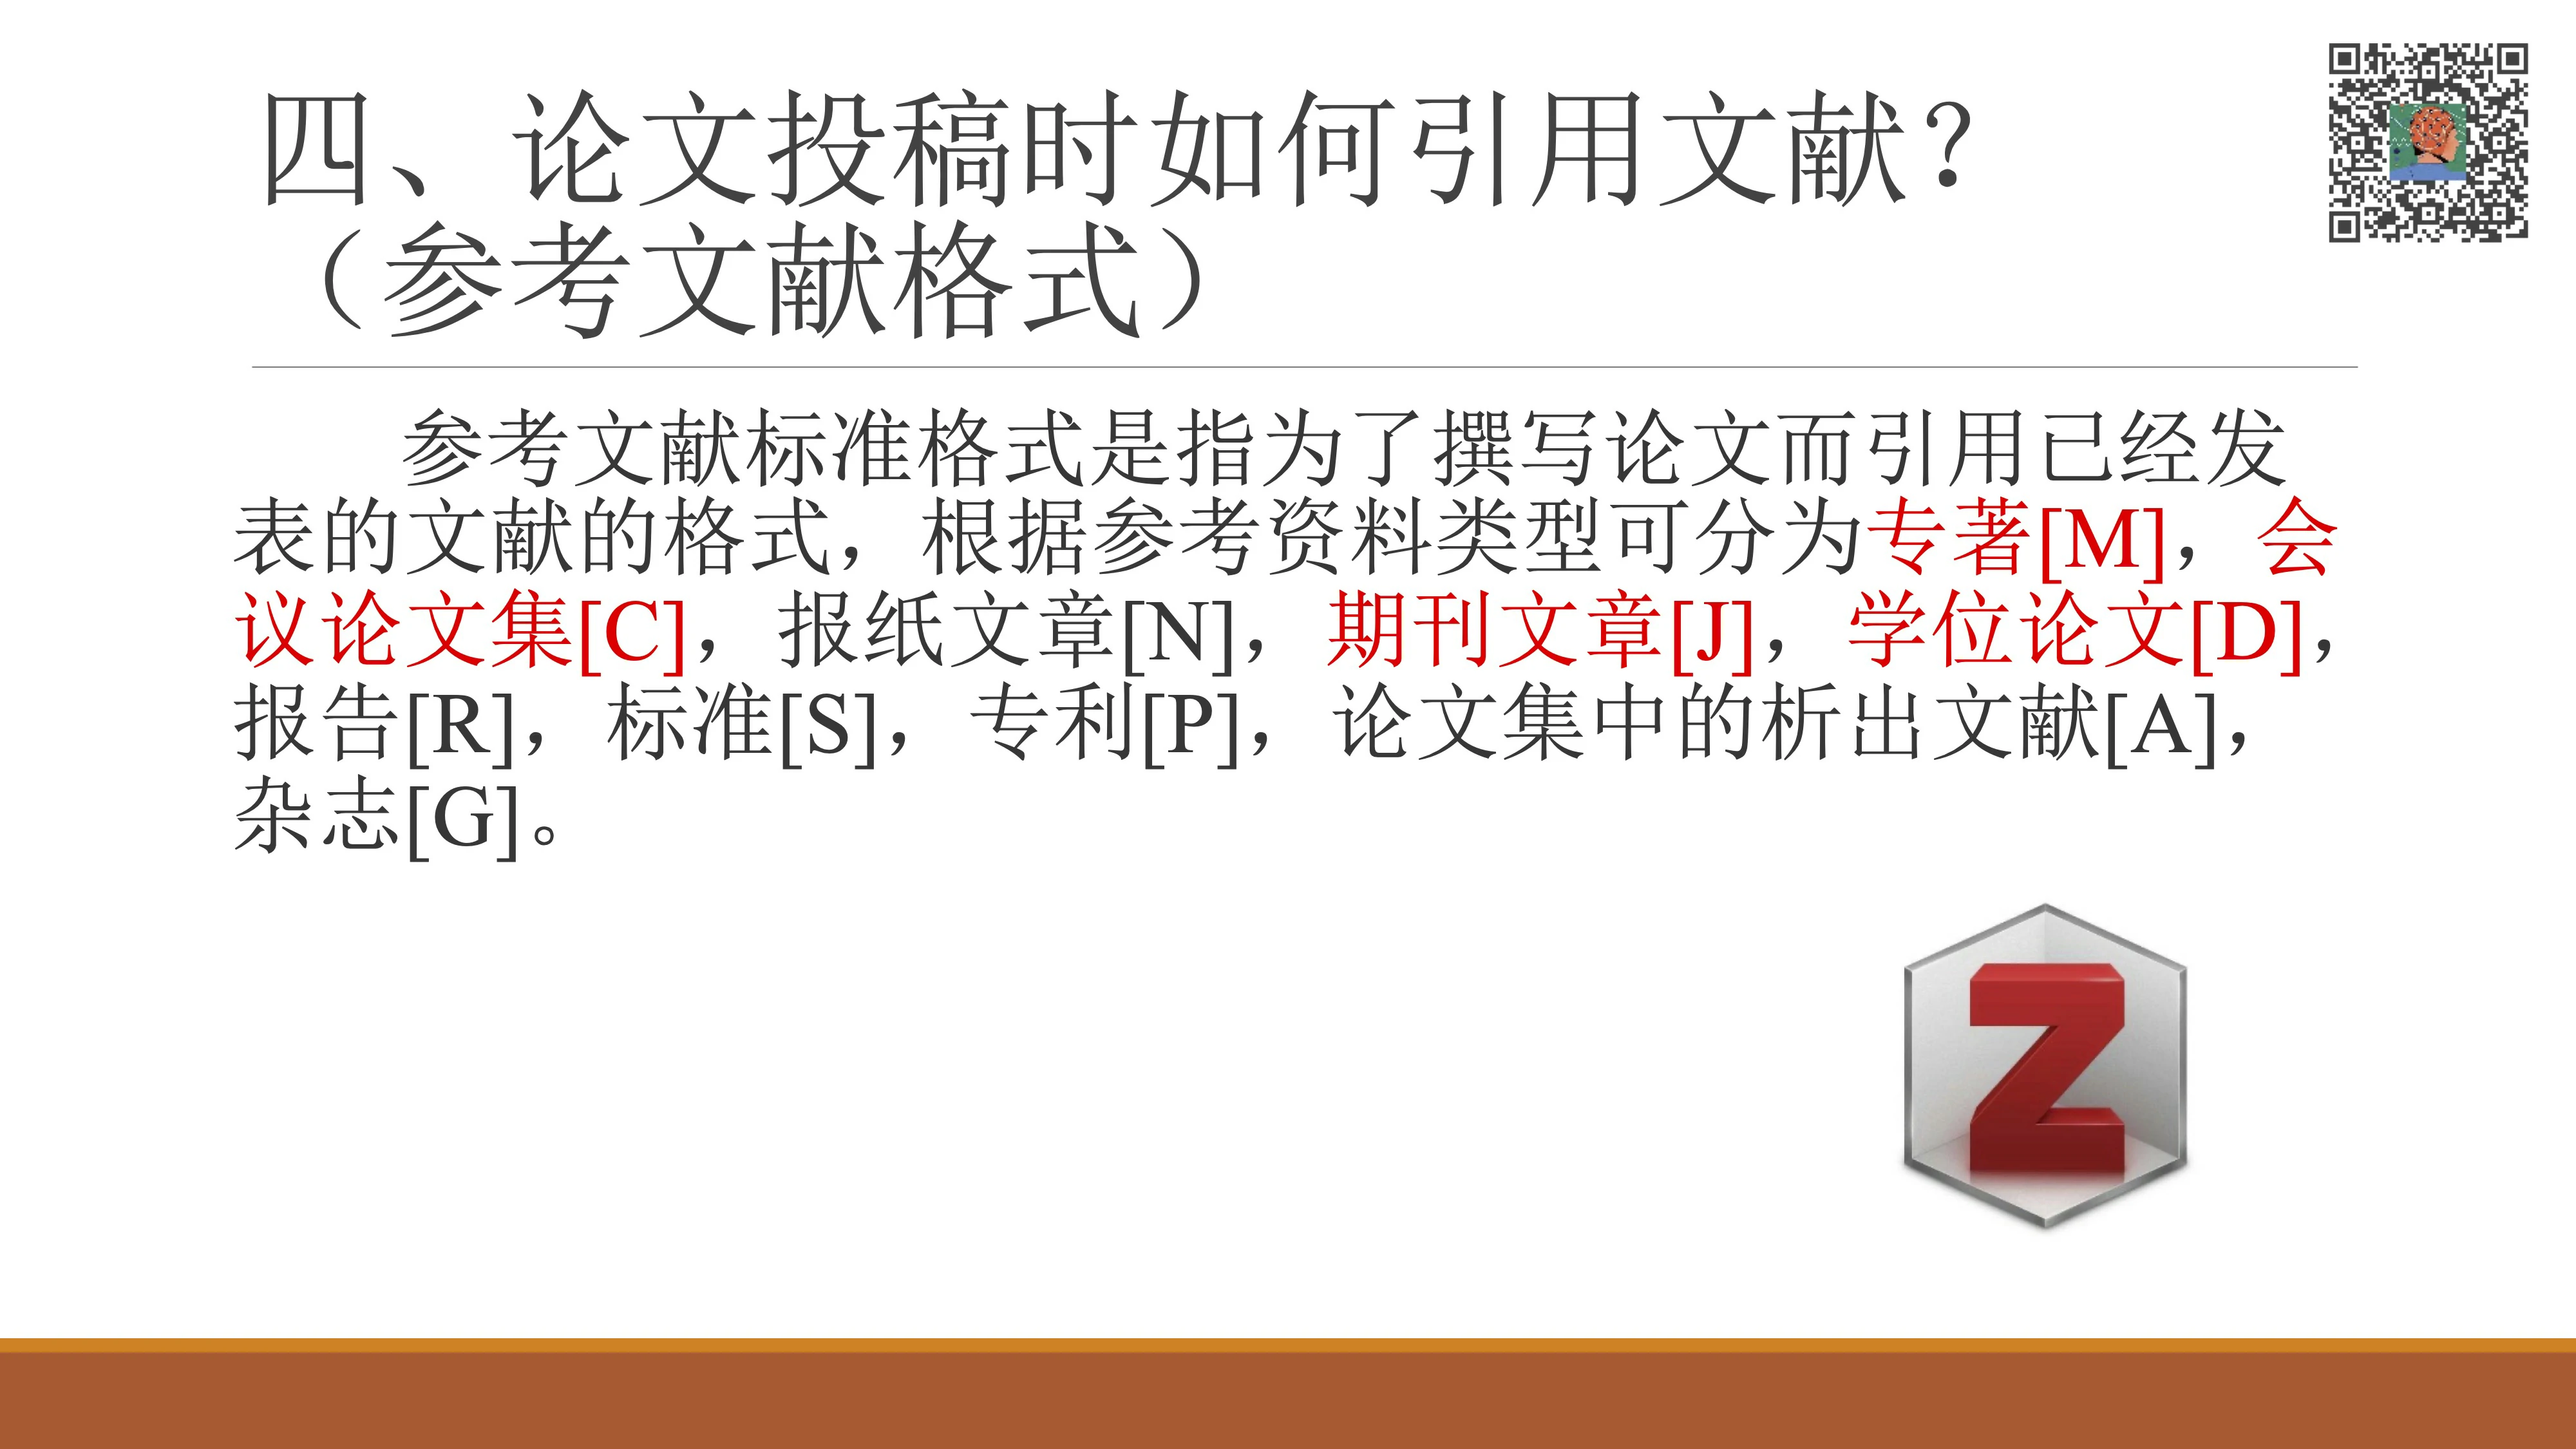 四、论文投稿时如何引用文献？
（参考文献格式）
参考文献标准格式是指为了撰写论文而引用已经发
表的文献的格式，根据参考资料类型可分为专著[M]，会
议论文集[C]，报纸文章[N]，期刊文章[J]，学位论文[D]，
报告[R]，标准[S]，专利[P]，论文集中的析出文献[A]，
杂志[G]。
Z